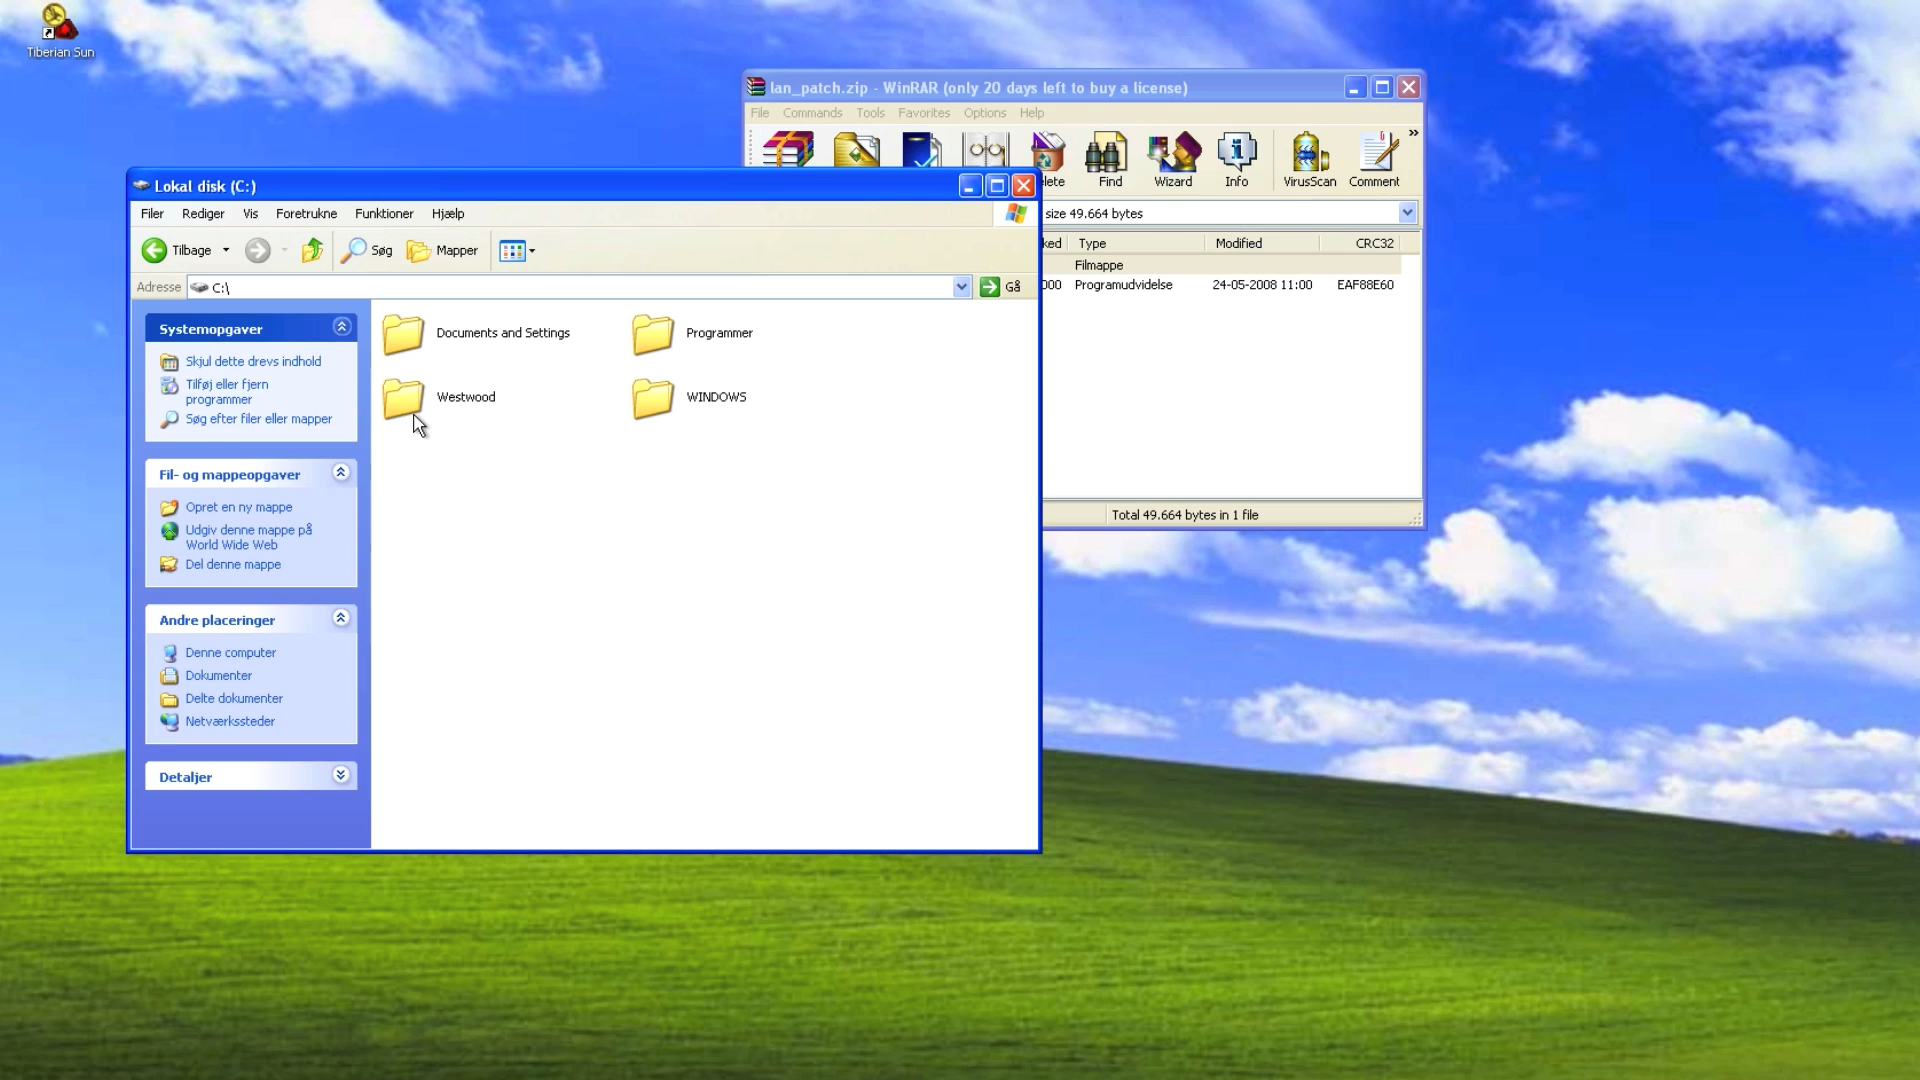 Tiberian Sun
lan_patch.zip - WinRAR (only 20 days left to buy a license)
File Commands Tools Favorites Options Help
Find Wizard Info VirusScan Comment
size 49.664 bytes
Type Modified CRC32
Filmappe
Programudvidelse 24-05-2008 11:00 EAF88E60
Total 49.664 bytes in 1 file
Lokal disk (C:)
Filer Rediger Vis Foretrukne Funktioner Hjælp
Tilbage Søg Mapper
Adresse C:\ Gå
Systemopgaver
Skjul dette drevs indhold
Tilføj eller fjern
programmer
Søg efter filer eller mapper
Fil- og mappeopgaver
Opret en ny mappe
Udgiv denne mappe på
World Wide Web
Del denne mappe
Andre placeringer
Denne computer
Dokumenter
Delte dokumenter
Netværkssteder
Detaljer
Documents and Settings Programmer
Westwood WINDOWS